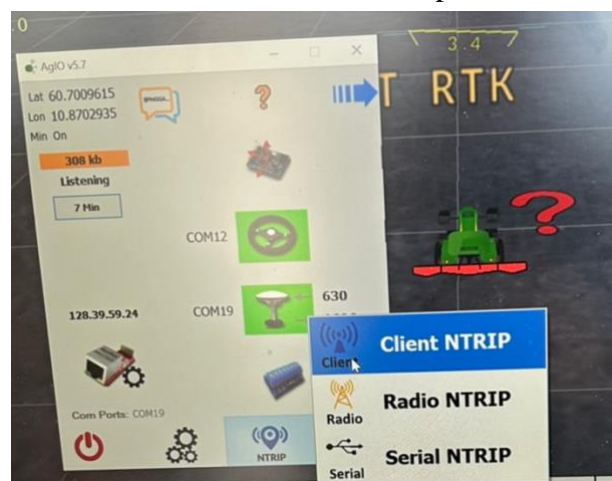 .0
3.4
AgIO v5.7
T RTK
Lat 60.7009615
Lon 10.8702935
Min On
308 kb
Listening
7 Min
COM12
128.39.59.24
COM19
630
Client NTRIP
Client
Radio NTRIP
Radio
Com Ports: COM19
NTRIP
Serial NTRIP
Serial